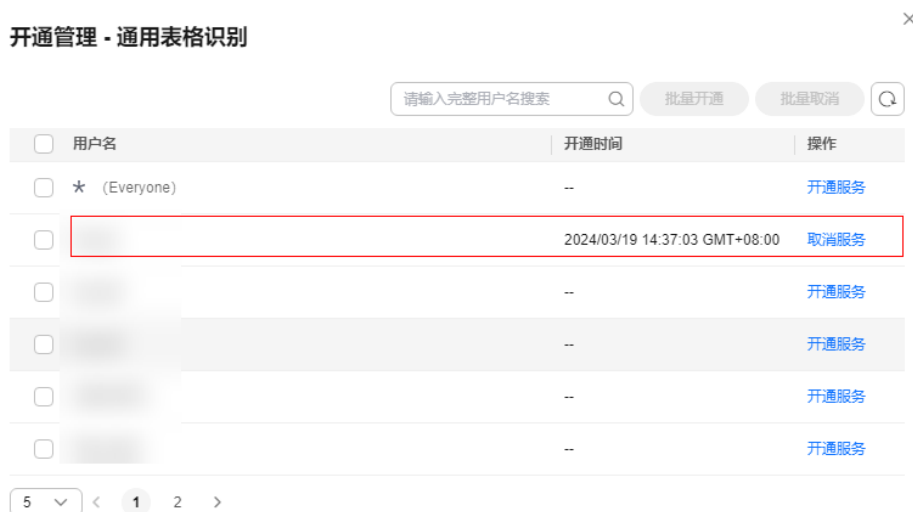 开通管理 - 通用表格识别
请输入完整用户名搜索 批量开通 批量取消
用户名 开通时间 操作
* (Everyone) -- 开通服务
2024/03/19 14:37:03 GMT+08:00 取消服务
-- 开通服务
-- 开通服务
-- 开通服务
-- 开通服务
5 1 2